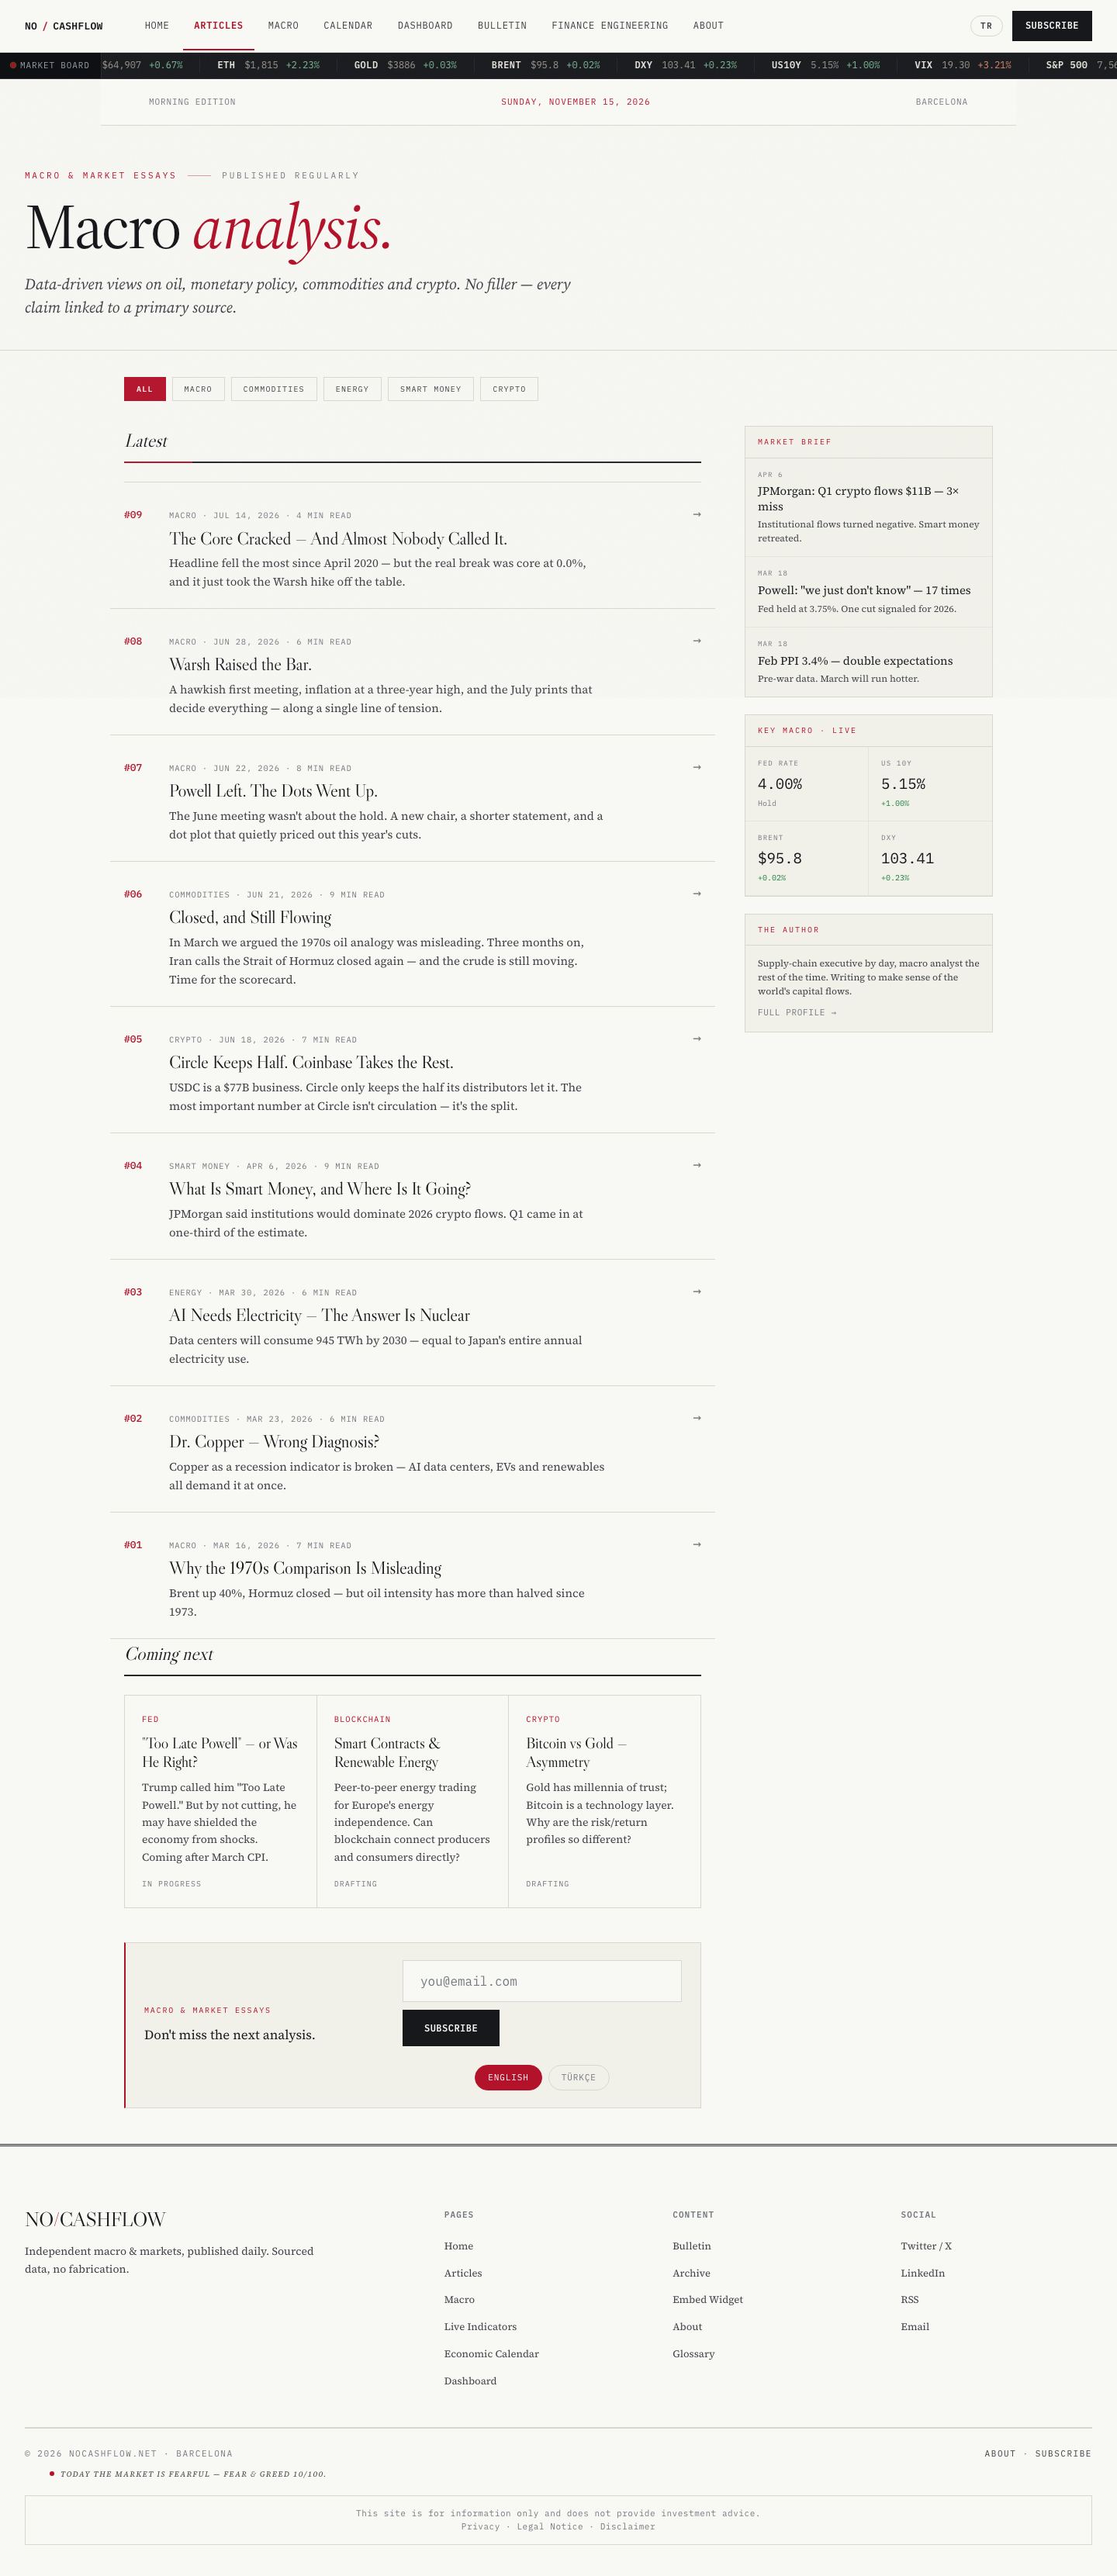 NO / CASHFLOW
HOME ARTICLES MACRO CALENDAR DASHBOARD BULLETIN FINANCE ENGINEERING ABOUT
TR SUBSCRIBE
MARKET BOARD $64,907 +0.67% ETH $1,815 +2.23% GOLD $3886 +0.03% BRENT $95.8 +0.02% DXY 103.41 +0.23% US10Y 5.15% +1.00% VIX 19.30 +3.21% S&P 500
MORNING EDITION SUNDAY, NOVEMBER 15, 2026 BARCELONA
MACRO & MARKET ESSAYS PUBLISHED REGULARLY
Macro analysis.
Data-driven views on oil, monetary policy, commodities and crypto. No filler — every
claim linked to a primary source.
ALL MACRO COMMODITIES ENERGY SMART MONEY CRYPTO
Latest
#09 MACRO · JUL 14, 2026 · 4 MIN READ →
The Core Cracked — And Almost Nobody Called It.
Headline fell the most since April 2020 — but the real break was core at 0.0%,
and it just took the Warsh hike off the table.
#08 MACRO · JUN 28, 2026 · 6 MIN READ →
Warsh Raised the Bar.
A hawkish first meeting, inflation at a three-year high, and the July prints that
decide everything — along a single line of tension.
#07 MACRO · JUN 22, 2026 · 8 MIN READ →
Powell Left. The Dots Went Up.
The June meeting wasn't about the hold. A new chair, a shorter statement, and a
dot plot that quietly priced out this year's cuts.
#06 COMMODITIES · JUN 21, 2026 · 9 MIN READ →
Closed, and Still Flowing
In March we argued the 1970s oil analogy was misleading. Three months on,
Iran calls the Strait of Hormuz closed again — and the crude is still moving.
Time for the scorecard.
#05 CRYPTO · JUN 18, 2026 · 7 MIN READ →
Circle Keeps Half. Coinbase Takes the Rest.
USDC is a $77B business. Circle only keeps the half its distributors let it. The
most important number at Circle isn't circulation — it's the split.
#04 SMART MONEY · APR 6, 2026 · 9 MIN READ →
What Is Smart Money, and Where Is It Going?
JPMorgan said institutions would dominate 2026 crypto flows. Q1 came in at
one-third of the estimate.
#03 ENERGY · MAR 30, 2026 · 6 MIN READ →
AI Needs Electricity — The Answer Is Nuclear
Data centers will consume 945 TWh by 2030 — equal to Japan's entire annual
electricity use.
#02 COMMODITIES · MAR 23, 2026 · 6 MIN READ →
Dr. Copper — Wrong Diagnosis?
Copper as a recession indicator is broken — AI data centers, EVs and renewables
all demand it at once.
#01 MACRO · MAR 16, 2026 · 7 MIN READ →
Why the 1970s Comparison Is Misleading
Brent up 40%, Hormuz closed — but oil intensity has more than halved since
1973.
MARKET BRIEF
APR 6
JPMorgan: Q1 crypto flows $11B — 3×
miss
Institutional flows turned negative. Smart money
retreated.
MAR 18
Powell: "we just don't know" — 17 times
Fed held at 3.75%. One cut signaled for 2026.
MAR 18
Feb PPI 3.4% — double expectations
Pre-war data. March will run hotter.
KEY MACRO · LIVE
FED RATE
4.00%
Hold
US 10Y
5.15%
+1.00%
BRENT
$95.8
+0.02%
DXY
103.41
+0.23%
THE AUTHOR
Supply-chain executive by day, macro analyst the
rest of the time. Writing to make sense of the
world's capital flows.
FULL PROFILE →
Coming next
FED
"Too Late Powell" — or Was
He Right?
Trump called him "Too Late
Powell." But by not cutting, he
may have shielded the
economy from shocks.
Coming after March CPI.
IN PROGRESS
BLOCKCHAIN
Smart Contracts &
Renewable Energy
Peer-to-peer energy trading
for Europe's energy
independence. Can
blockchain connect producers
and consumers directly?
DRAFTING
CRYPTO
Bitcoin vs Gold —
Asymmetry
Gold has millennia of trust;
Bitcoin is a technology layer.
Why are the risk/return
profiles so different?
DRAFTING
MACRO & MARKET ESSAYS
Don't miss the next analysis.
you@email.com
SUBSCRIBE
ENGLISH TÜRKÇE
NO/CASHFLOW
Independent macro & markets, published daily. Sourced
data, no fabrication.
PAGES
Home
Articles
Macro
Live Indicators
Economic Calendar
Dashboard
CONTENT
Bulletin
Archive
Embed Widget
About
Glossary
SOCIAL
Twitter / X
LinkedIn
RSS
Email
© 2026 NOCASHFLOW.NET · BARCELONA
ABOUT · SUBSCRIBE
TODAY THE MARKET IS FEARFUL — FEAR & GREED 10/100.
This site is for information only and does not provide investment advice.
Privacy · Legal Notice · Disclaimer